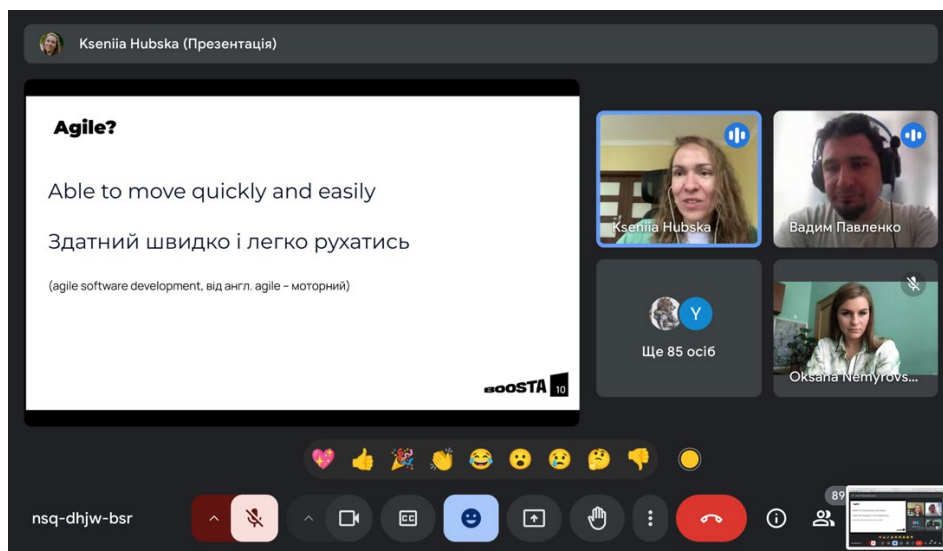 Kseniia Hubska (Презентація)
Agile?
Able to move quickly and easily
Здатний швидко і легко рухатись
(agile software development, від англ. agile – моторний)
BOOSTA 10
Kseniia Hubska
Вадим Павленко
Y
Ще 85 осіб
Oksana Nemyrovs...
nsq-dhjw-bsr
CC
89